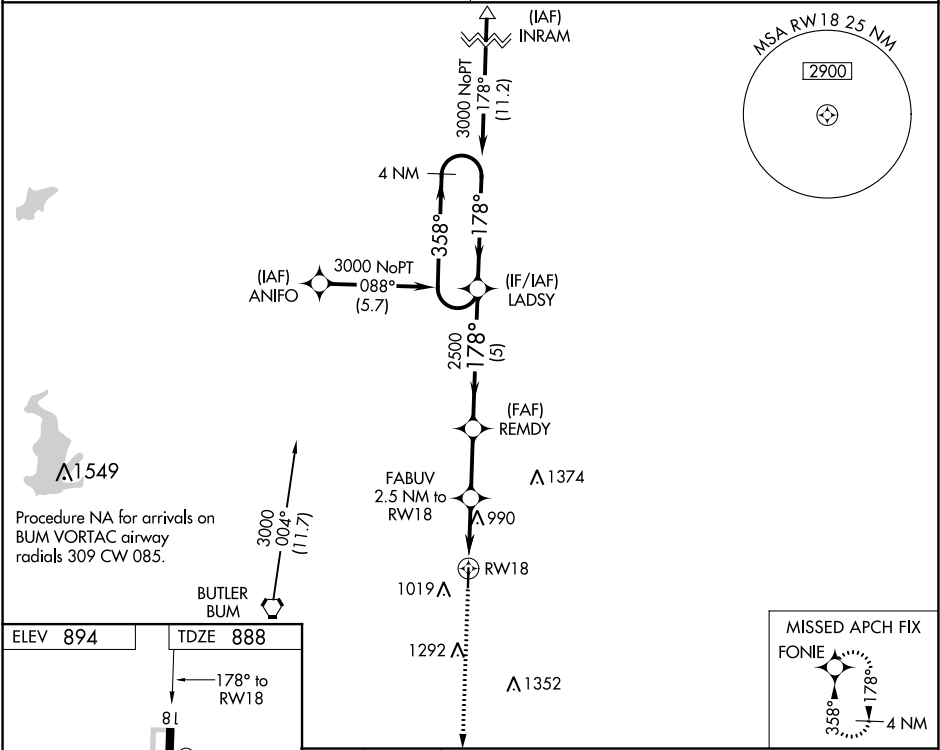 (IAF)
INRAM
3000 NoPT
178°
(11.2)
MSA RW18 25 NM
2900
4 NM
358°
178°
(IAF)
ANIFO
3000 NoPT
088°
(5.7)
(IF/IAF)
LADSY
2500
178°
(5)
(FAF)
REMDY
1549
1374
FABUV
2.5 NM to
RW18
990
Procedure NA for arrivals on
BUM VORTAC airway
radials 309 CW 085.
3000
004°
(11.7)
BUTLER
BUM
RW18
1019
1292
1352
ELEV 894
TDZE 888
178° to
RW18
18
MISSED APCH FIX
FONIE
358°
178°
4 NM